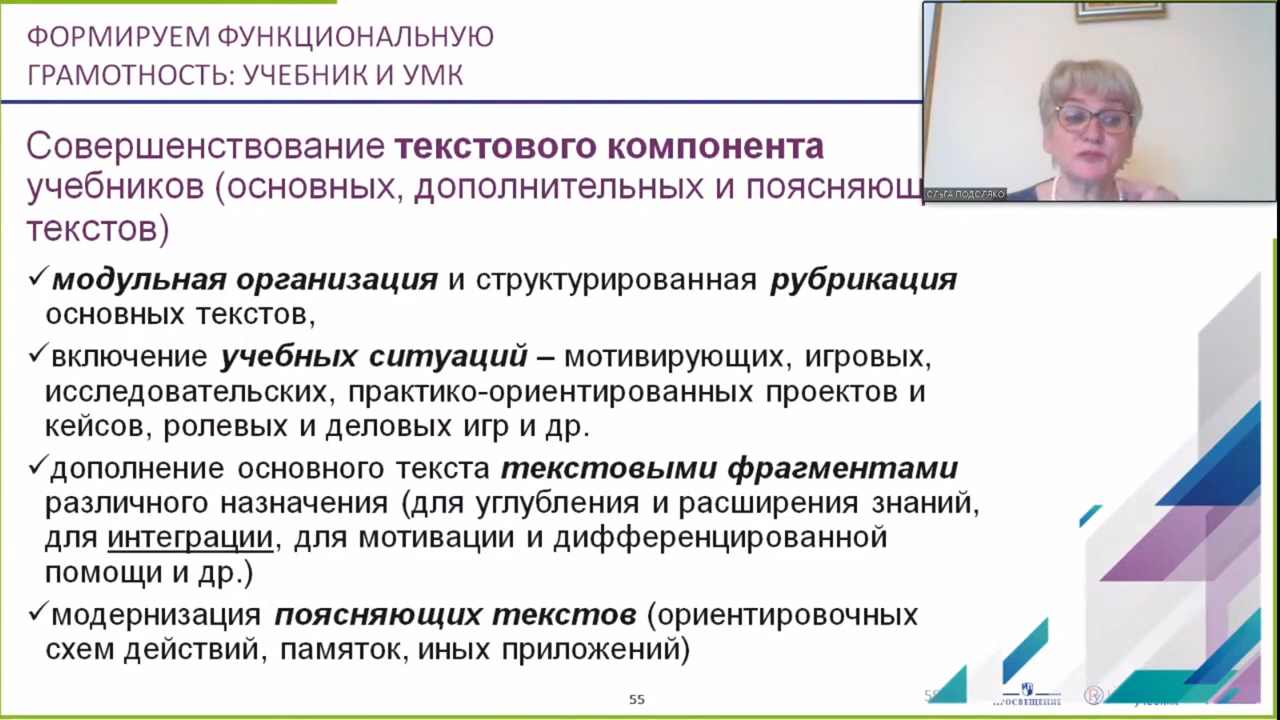 ФОРМИРУЕМ ФУНКЦИОНАЛЬНУЮ
ГРАМОТНОСТЬ: УЧЕБНИК И УМК
Совершенствование текстового компонента
учебников (основных, дополнительных и поясняющ
текстов)
✓модульная организация и структурированная рубрикация
основных текстов,
✓включение учебных ситуаций – мотивирующих, игровых,
исследовательских, практико-ориентированных проектов и
кейсов, ролевых и деловых игр и др.
✓дополнение основного текста текстовыми фрагментами
различного назначения (для углубления и расширения знаний,
для интеграции, для мотивации и дифференцированной
помощи и др.)
✓модернизация поясняющих текстов (ориентировочных
схем действий, памяток, иных приложений)
55
ПРОСВЕЩЕНИЕ